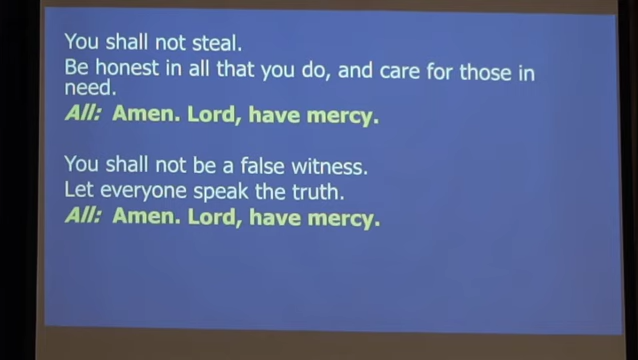 You shall not steal.
Be honest in all that you do, and care for those in
need.
All: Amen. Lord, have mercy.
You shall not be a false witness.
Let everyone speak the truth.
All: Amen. Lord, have mercy.